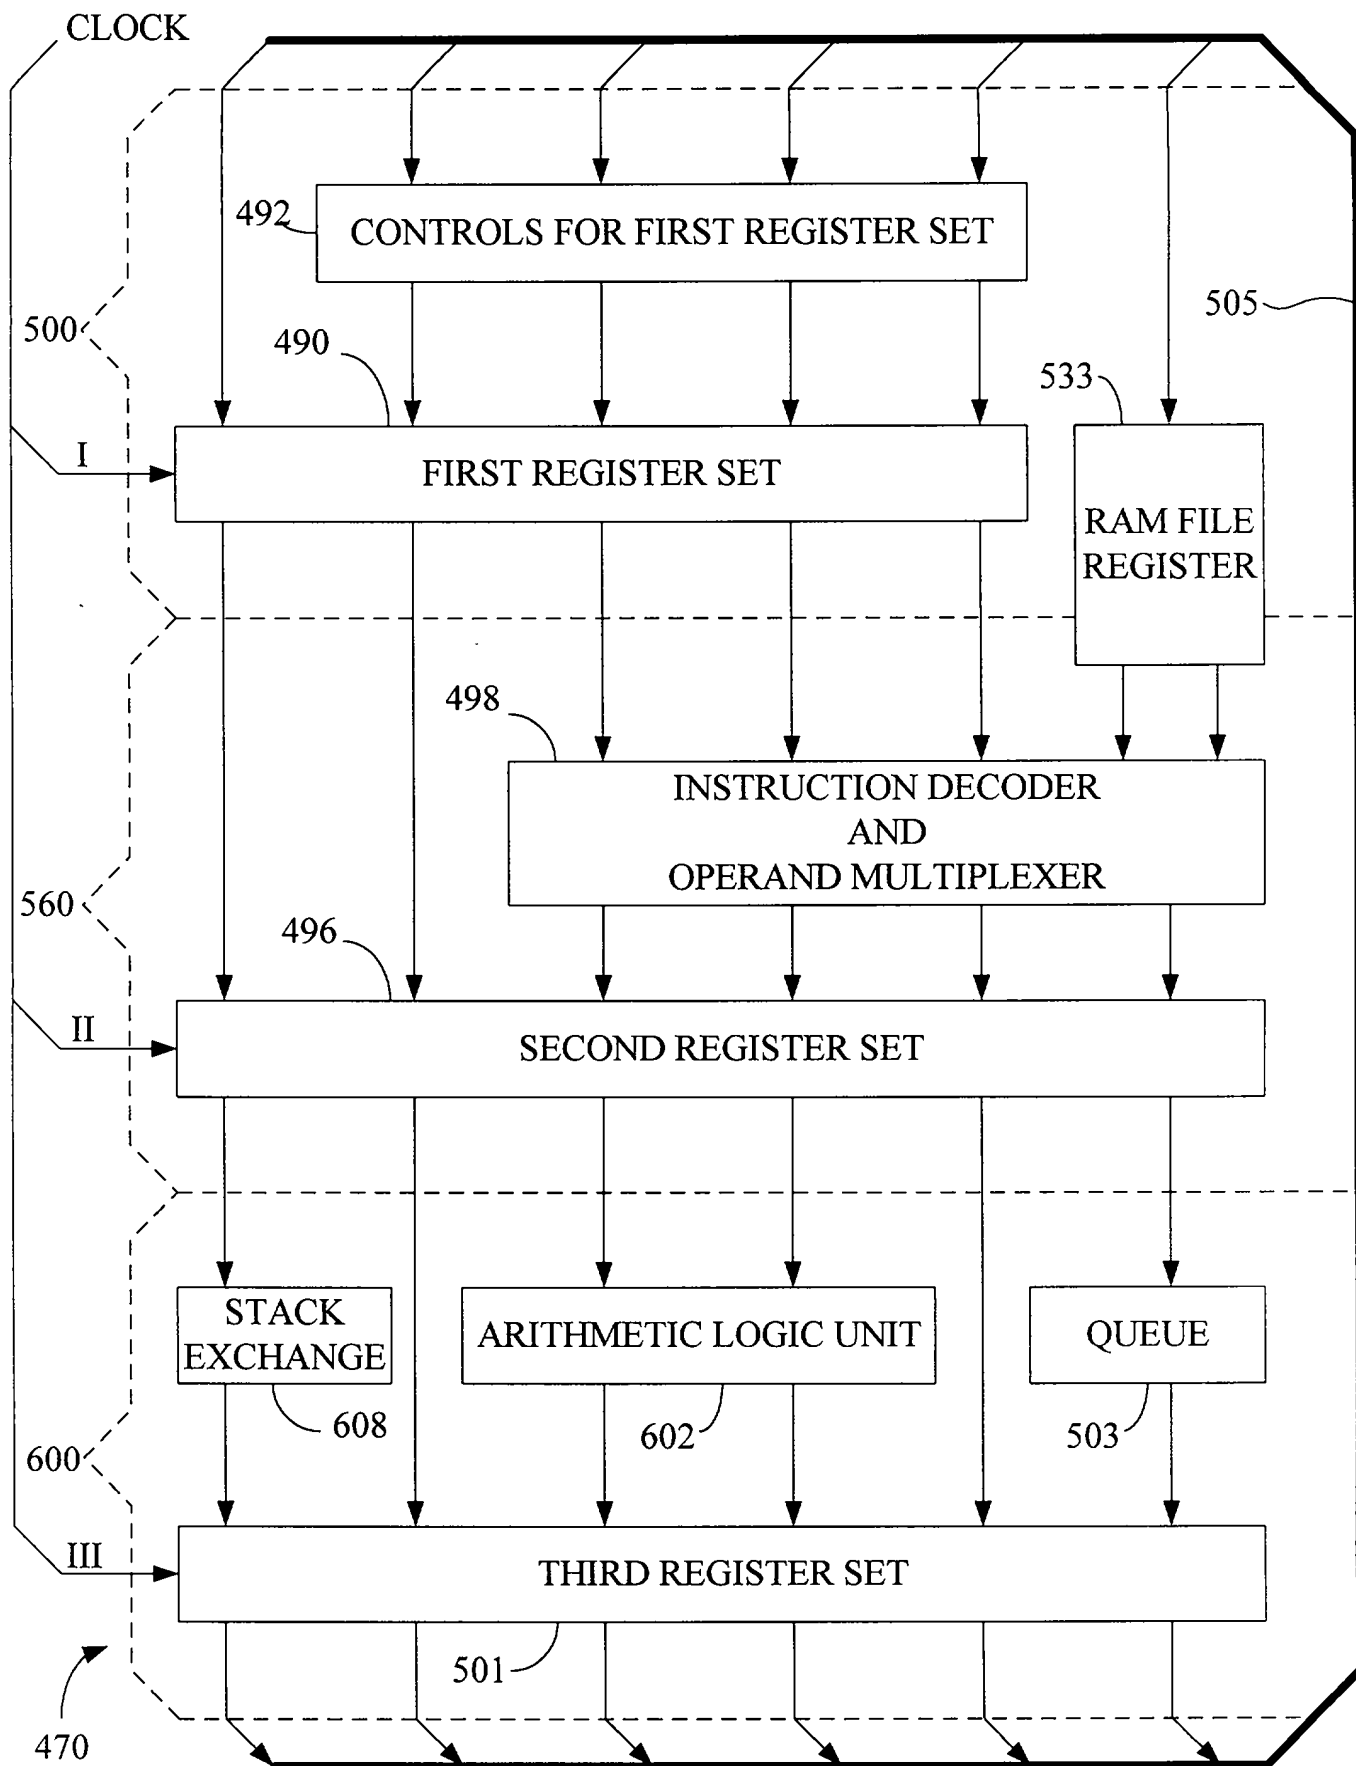 CLOCK
492
CONTROLS FOR FIRST REGISTER SET
505
500
490
533
I
FIRST REGISTER SET
RAM FILE
REGISTER
498
INSTRUCTION DECODER
AND
OPERAND MULTIPLEXER
560
496
II
SECOND REGISTER SET
STACK
EXCHANGE
ARITHMETIC LOGIC UNIT
QUEUE
608
602
503
600
III
THIRD REGISTER SET
501
470